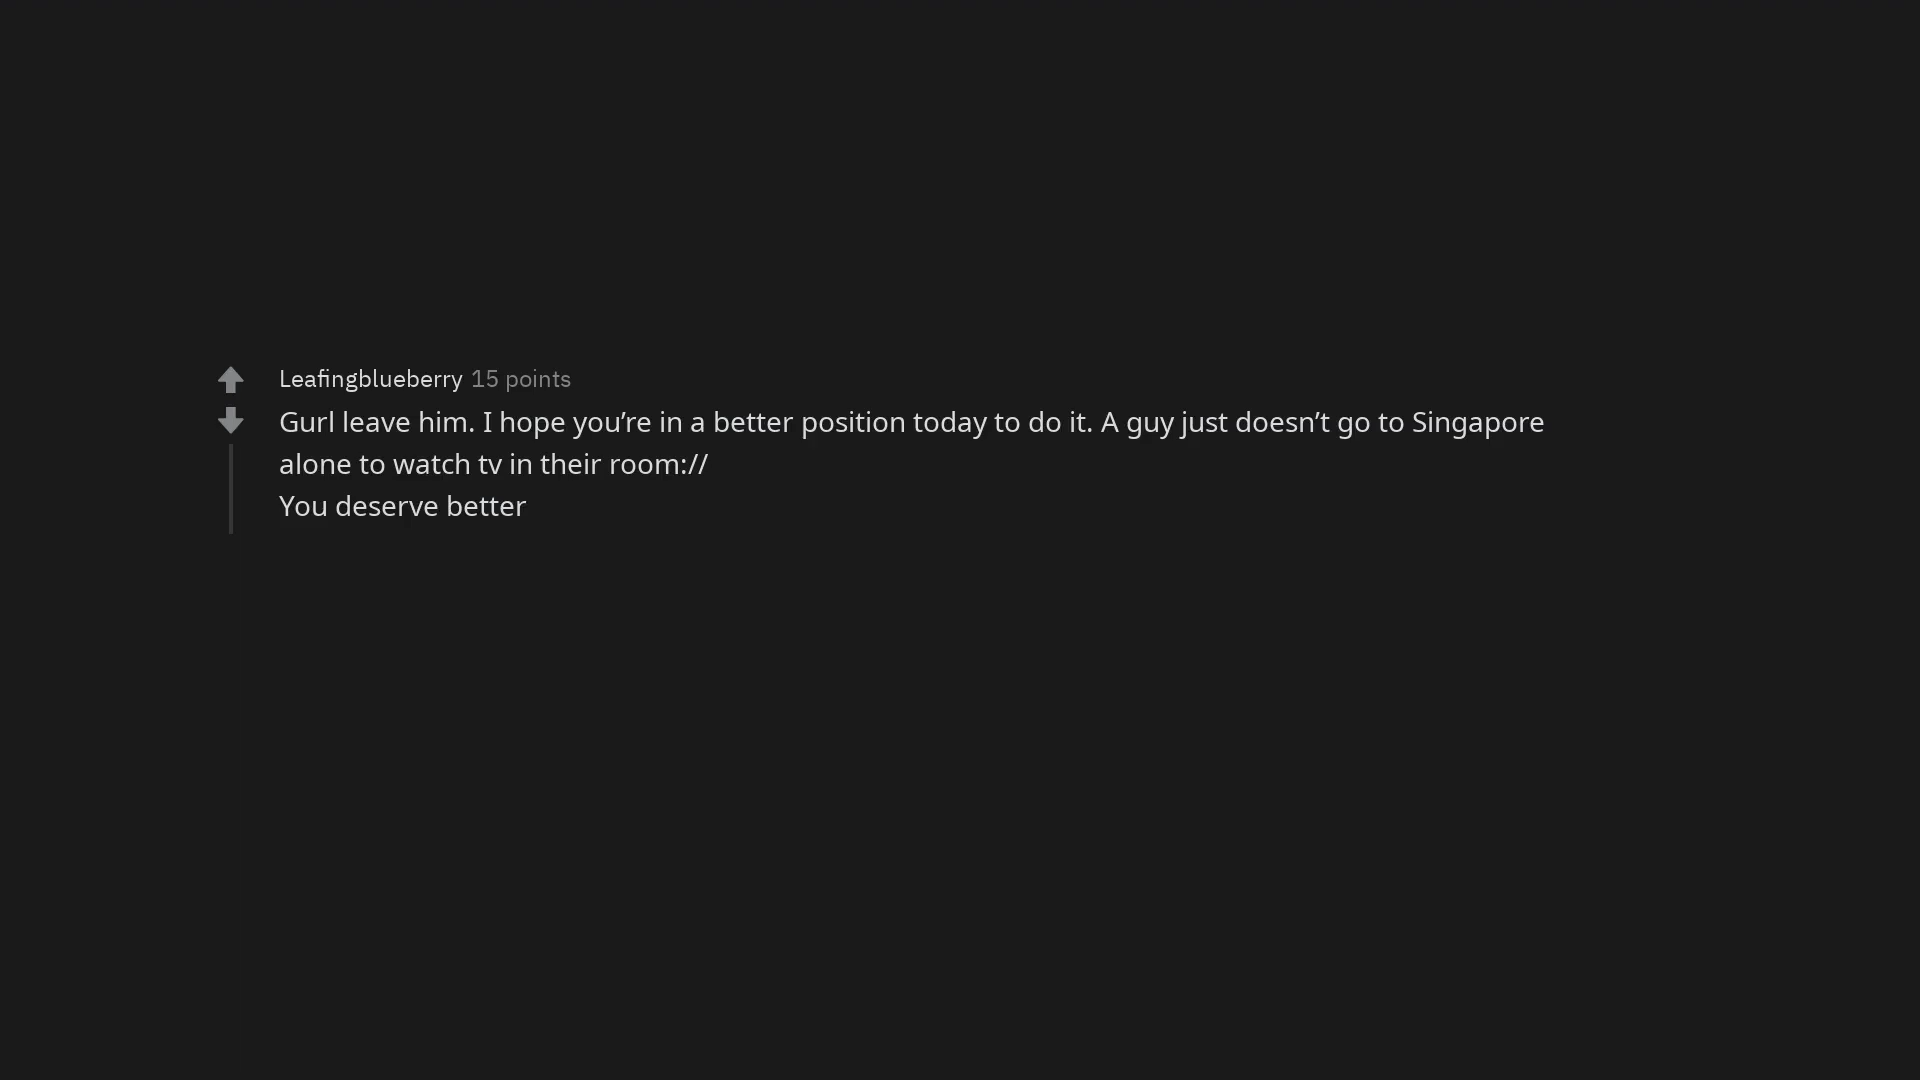 Leafingblueberry 15 points
Gurl leave him. I hope you’re in a better position today to do it. A guy just doesn’t go to Singapore
alone to watch tv in their room://
You deserve better